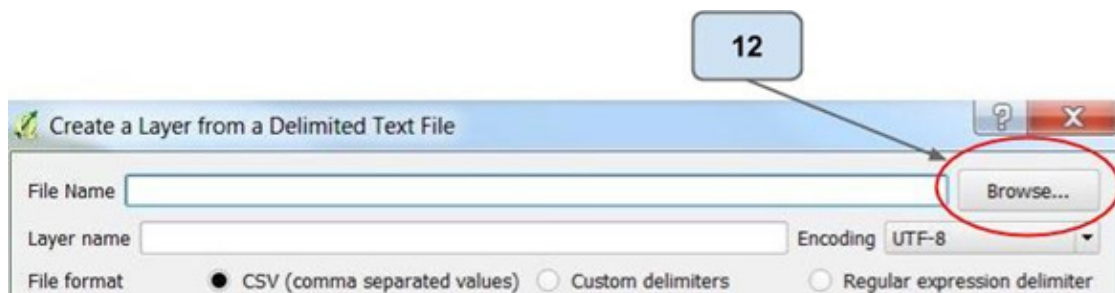 12
Create a Layer from a Delimited Text File
File Name Browse...
Layer name Encoding UTF-8
File format CSV (comma separated values) Custom delimiters Regular expression delimiter